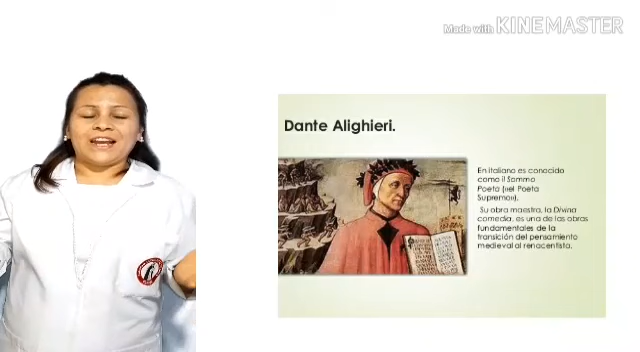 Made with KINEMASTER
Dante Alighieri.
En italiano es conocido
como il Sommo
Poeta («el Poeta
Supremo»).
Su obra maestra, la Divina
comedia, es una de las obras
fundamentales de la
transición del pensamiento
medieval al renacentista.